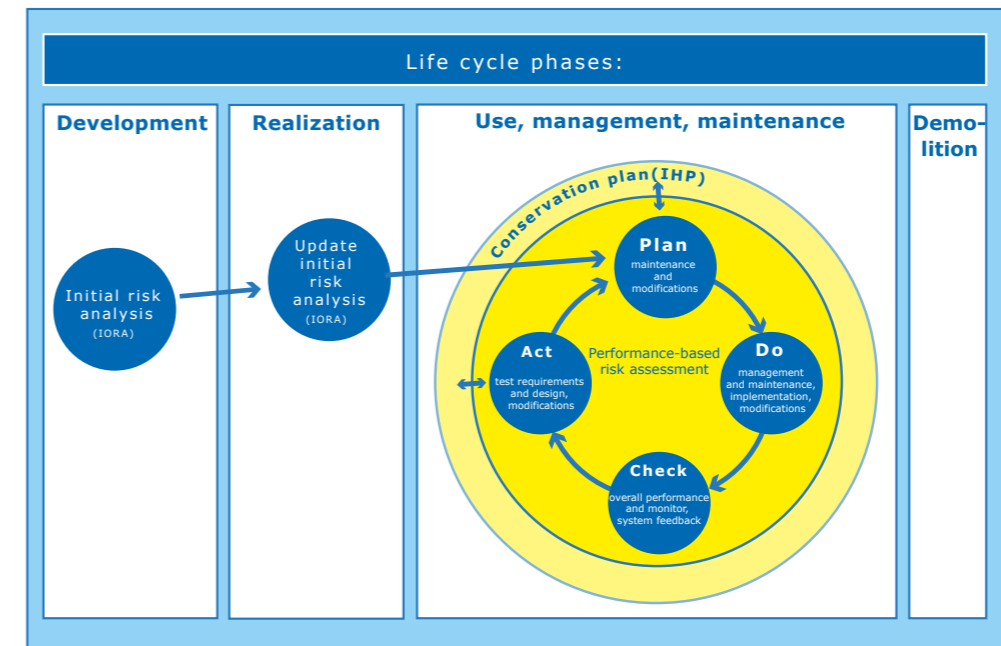 Life cycle phases:
Development
Realization
Use, management, maintenance
Demo-
lition
Initial risk
analysis
(IORA)
Update
initial
risk
analysis
(IORA)
Conservation plan(IHP)
Plan
maintenance
and
modifications
Do
management
and maintenance,
implementation,
modifications
Check
overall performance
and monitor,
system feedback
Act
test requirements
and design,
modifications
Performance-based
risk assessment